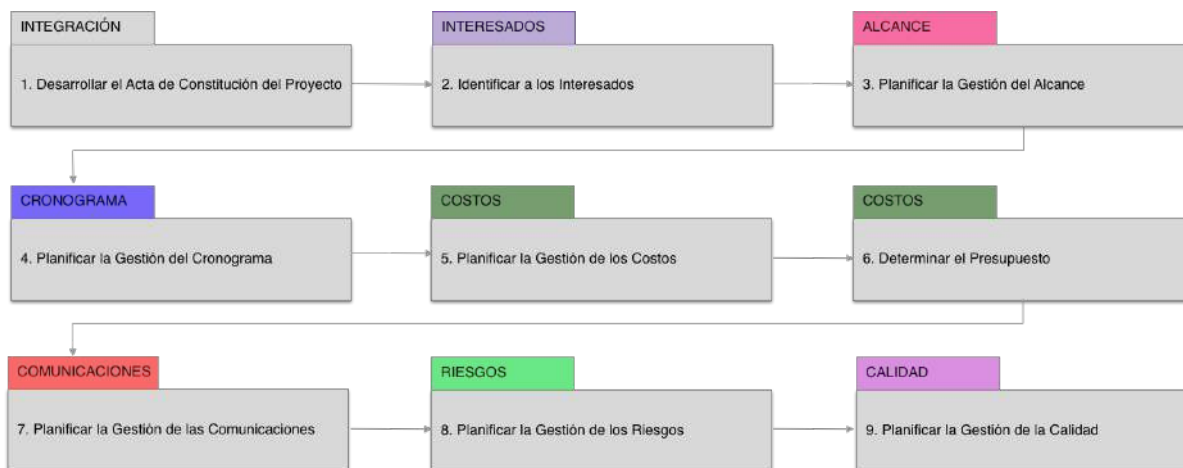 INTEGRACIÓN
1. Desarrollar el Acta de Constitución del Proyecto
INTERESADOS
2. Identificar a los Interesados
ALCANCE
3. Planificar la Gestión del Alcance
CRONOGRAMA
4. Planificar la Gestión del Cronograma
COSTOS
5. Planificar la Gestión de los Costos
COSTOS
6. Determinar el Presupuesto
COMUNICACIONES
7. Planificar la Gestión de las Comunicaciones
RIESGOS
8. Planificar la Gestión de los Riesgos
CALIDAD
9. Planificar la Gestión de la Calidad